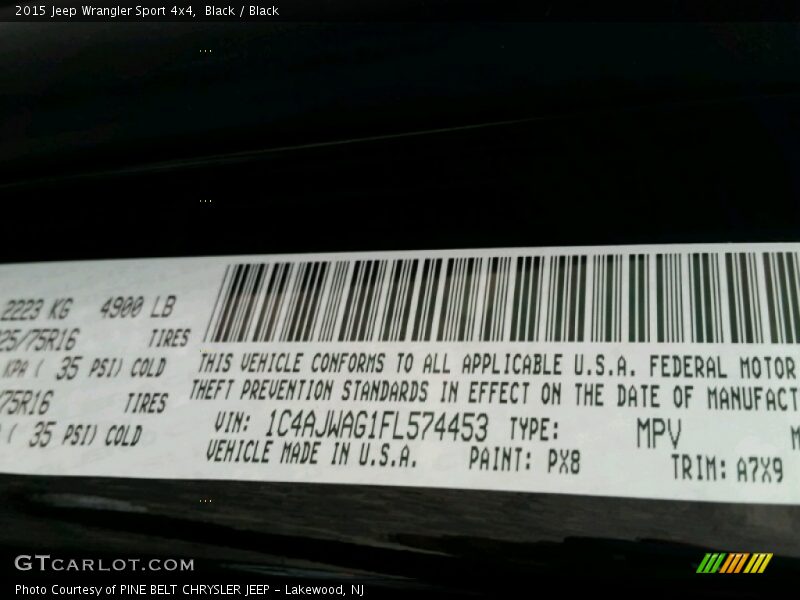 2015 Jeep Wrangler Sport 4x4, Black / Black
2223 KG 4900 LB
25/75R16 TIRES
KPA ( 35 PSI) COLD
/75R16 TIRES
( 35 PSI) COLD
THIS VEHICLE CONFORMS TO ALL APPLICABLE U.S.A. FEDERAL MOTOR
THEFT PREVENTION STANDARDS IN EFFECT ON THE DATE OF MANUFACT
VIN: 1C4AJWAG1FL574453 TYPE: MPV
VEHICLE MADE IN U.S.A. PAINT: PX8 TRIM: A7X9
GTCARLOT.COM
Photo Courtesy of PINE BELT CHRYSLER JEEP - Lakewood, NJ